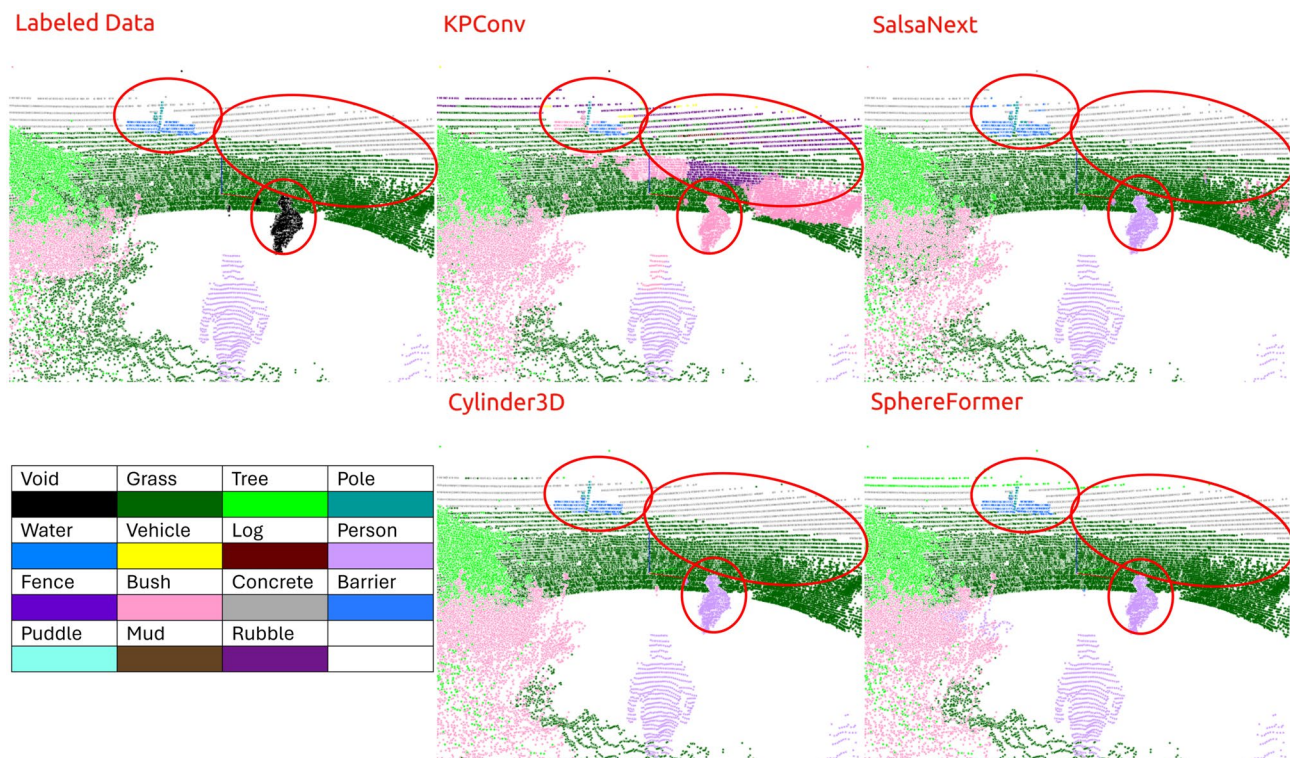 Labeled Data
KPConv
SalsaNext
Cylinder3D
SphereFormer
Void Grass Tree Pole
Water Vehicle Log Person
Fence Bush Concrete Barrier
Puddle Mud Rubble